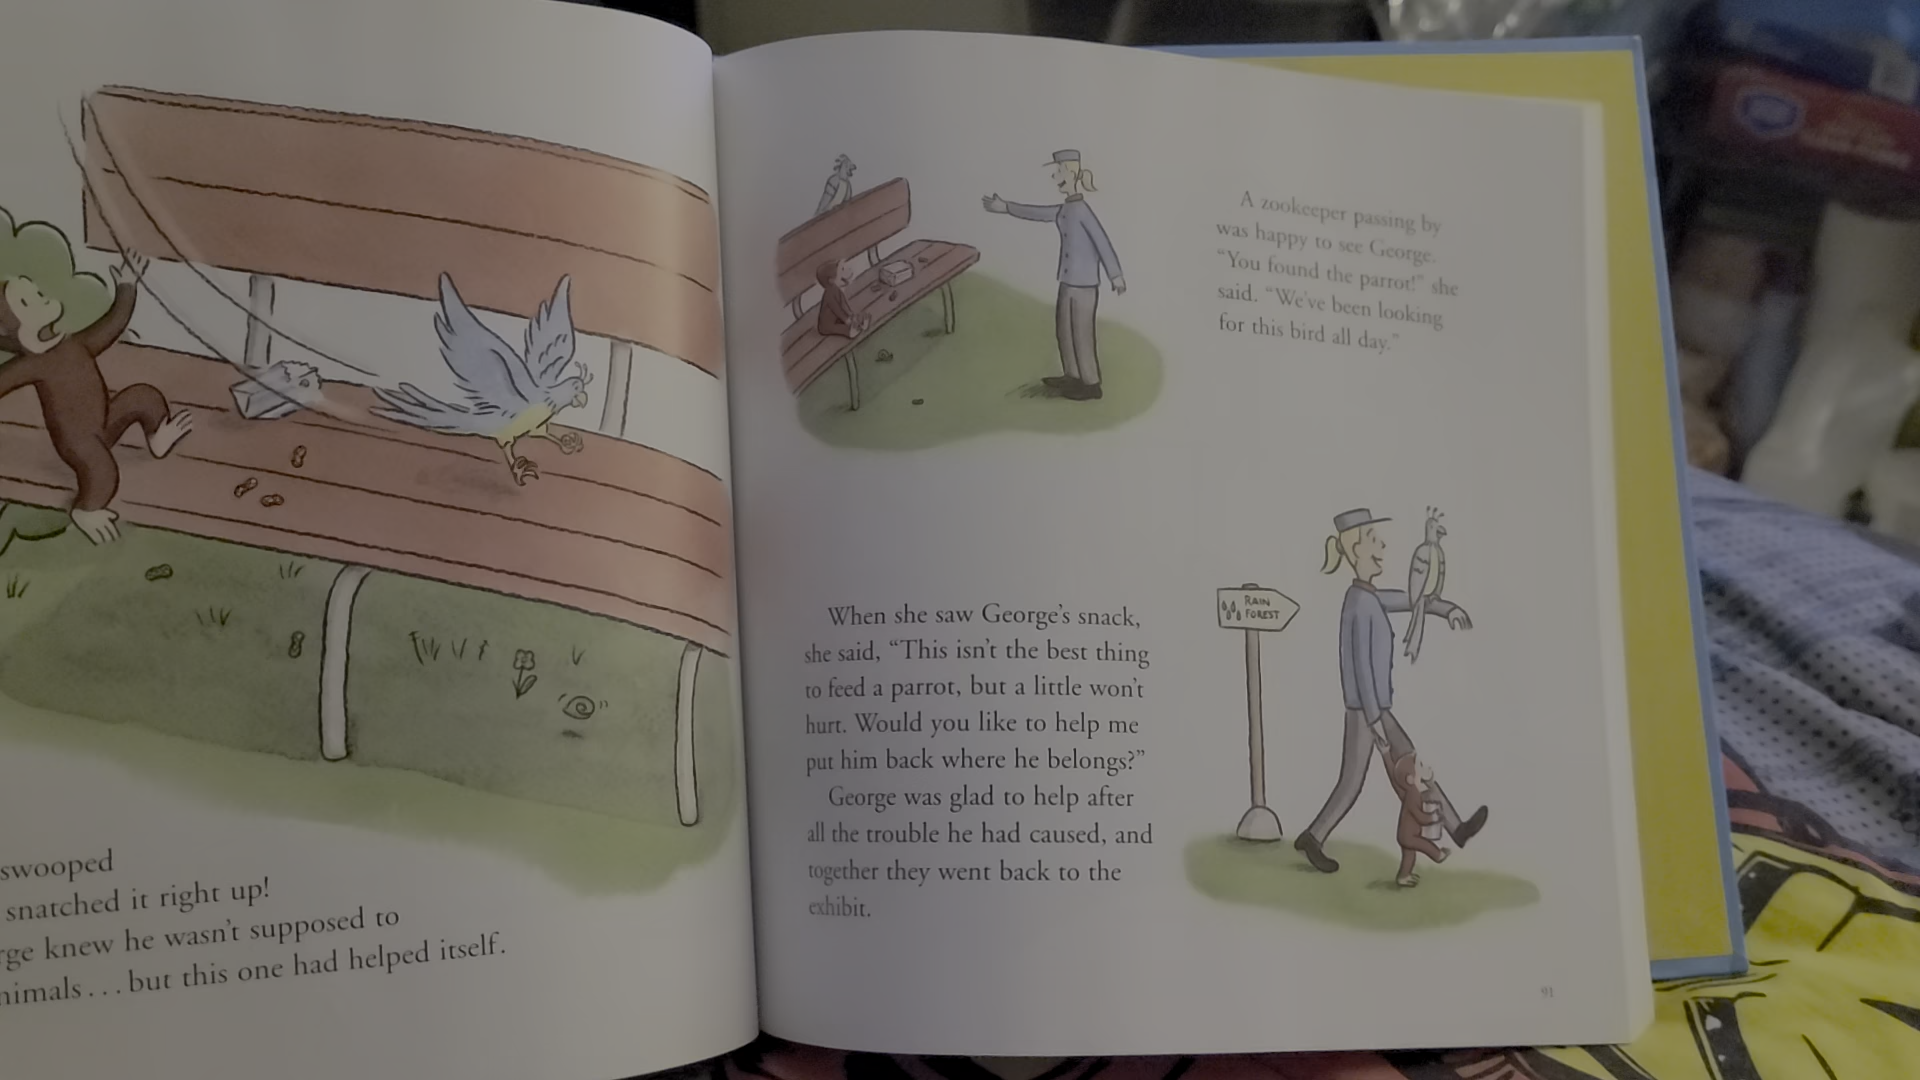 swooped
snatched it right up!
rge knew he wasn't supposed to
nimals . . . but this one had helped itself.
A zookeeper passing by
was happy to see George.
"You found the parrot!" she
said. "We've been looking
for this bird all day."
When she saw George's snack,
she said, "This isn't the best thing
to feed a parrot, but a little won't
hurt. Would you like to help me
put him back where he belongs?"
George was glad to help after
all the trouble he had caused, and
together they went back to the
exhibit.
RAIN
FOREST
91